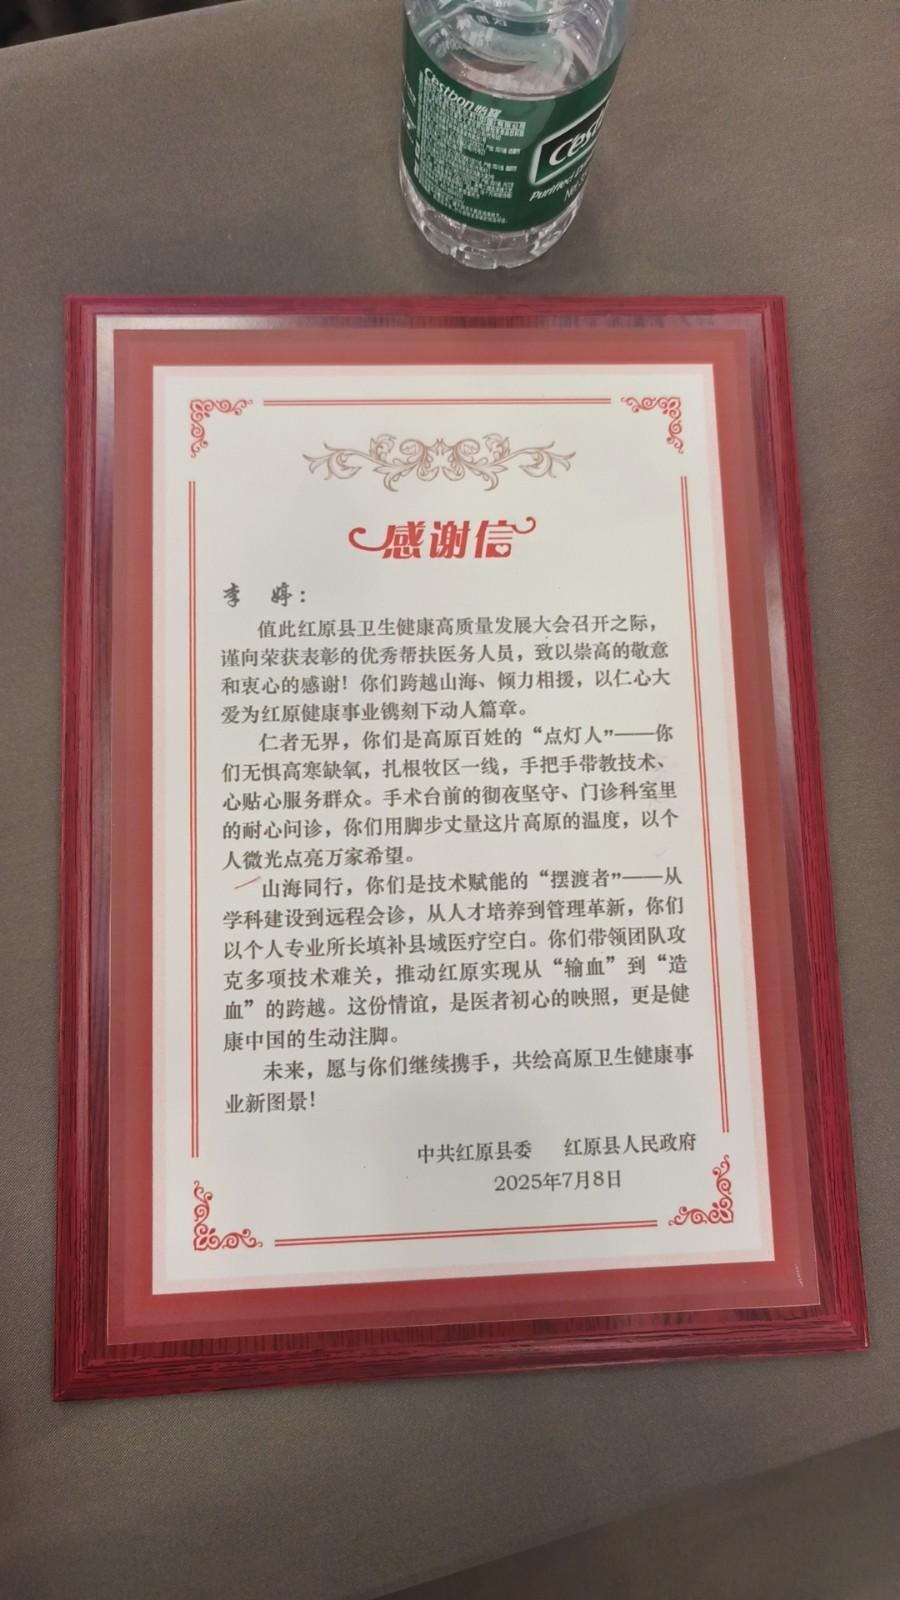 C'estbon 怡宝
C'est
Purified
感谢信
李 婷：
值此红原县卫生健康高质量发展大会召开之际，
谨向荣获表彰的优秀帮扶医务人员，致以崇高的敬意
和衷心的感谢！你们跨越山海、倾力相援，以仁心大
爱为红原健康事业镌刻下动人篇章。
仁者无界，你们是高原百姓的“点灯人”——你
们无惧高寒缺氧，扎根牧区一线，手把手带教技术、
心贴心服务群众。手术台前的彻夜坚守、门诊科室里
的耐心问诊，你们用脚步丈量这片高原的温度，以个
人微光点亮万家希望。
山海同行，你们是技术赋能的“摆渡者”——从
学科建设到远程会诊，从人才培养到管理革新，你们
以个人专业所长填补县域医疗空白。你们带领团队攻
克多项技术难关，推动红原实现从“输血”到“造
血”的跨越。这份情谊，是医者初心的映照，更是健
康中国的生动注脚。
未来，愿与你们继续携手，共绘高原卫生健康事
业新图景！
中共红原县委 红原县人民政府
2025年7月8日